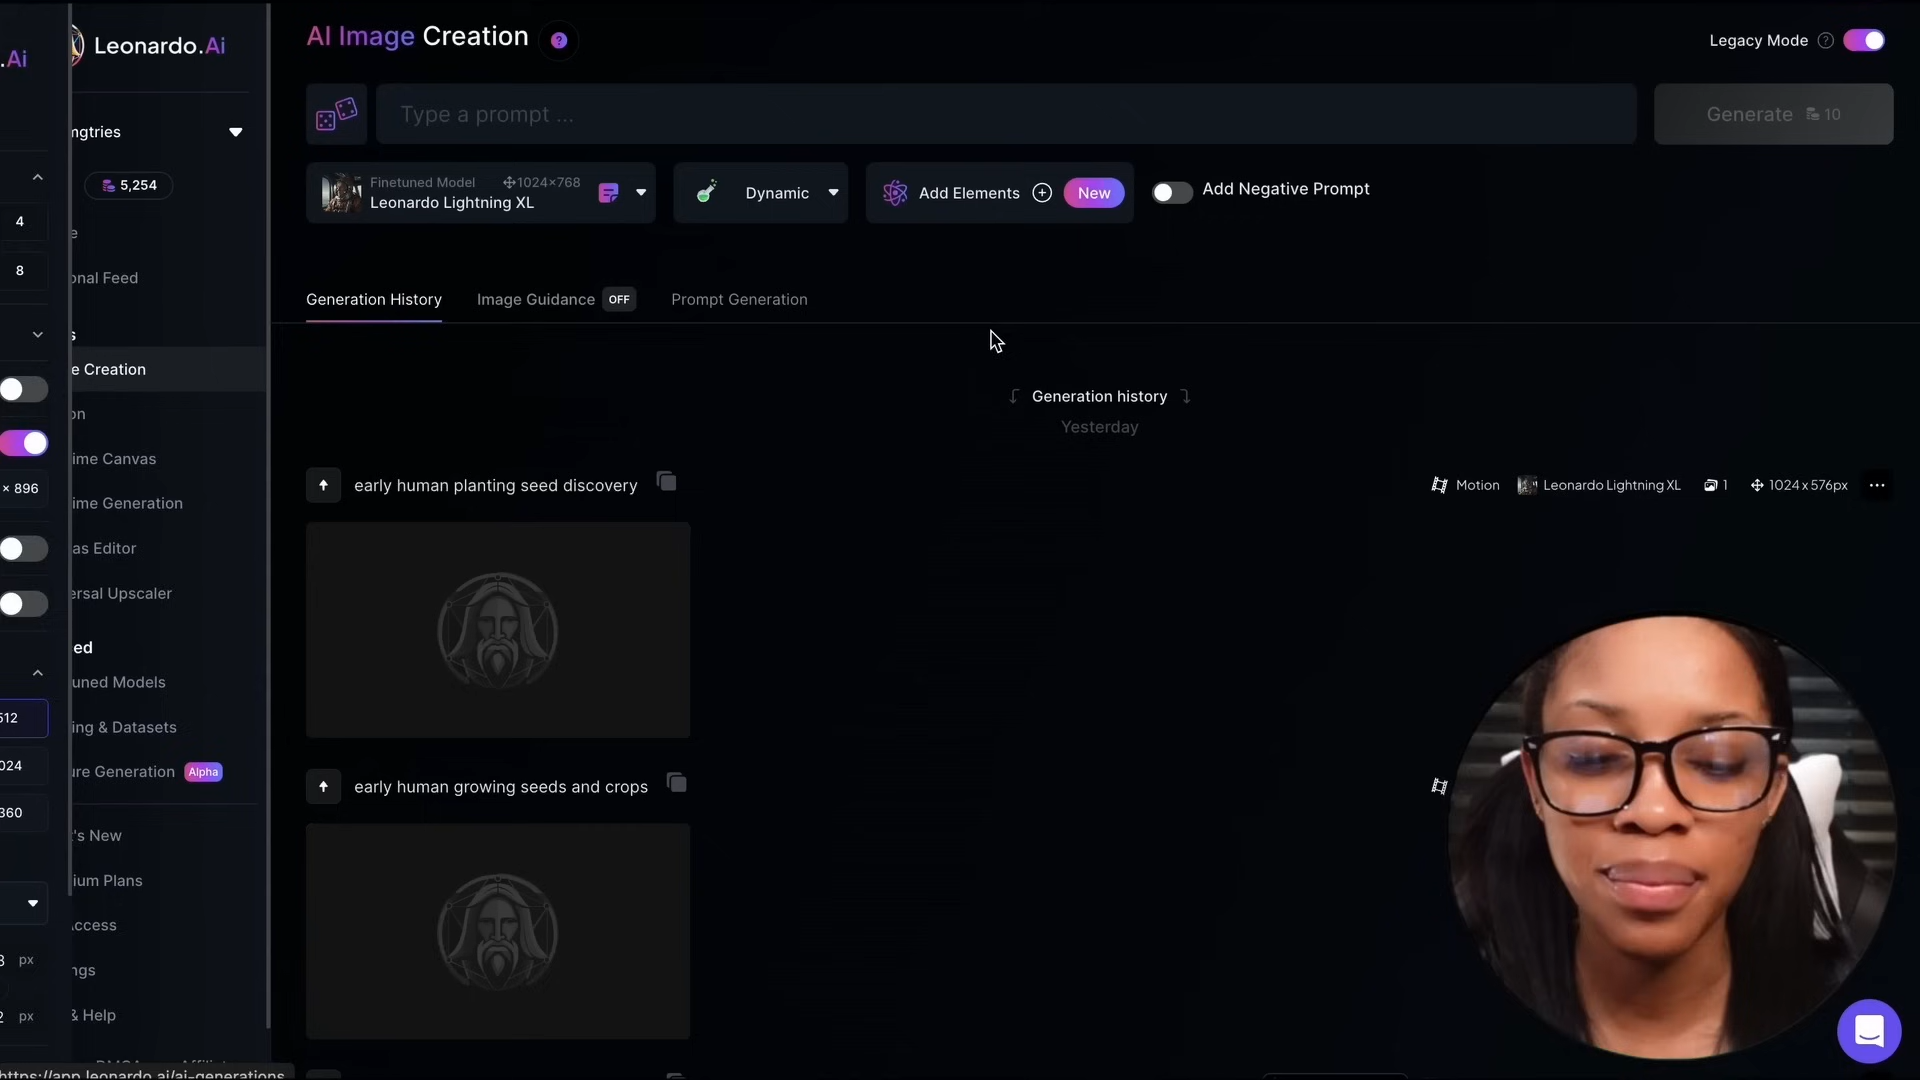 .Ai
Leonardo.Ai
AI Image Creation
?
Legacy Mode ?
Type a prompt ...
Generate 10
mgtries
5,254
Finetuned Model 1024×768
Leonardo Lightning XL
Dynamic
Add Elements New
Add Negative Prompt
4
8
e
onal Feed
s
Generation History
Image Guidance OFF
Prompt Generation
e Creation
on
ime Canvas
ime Generation
as Editor
ersal Upscaler
ed
uned Models
ing & Datasets
ure Generation Alpha
's New
ium Plans
Access
ngs
& Help
× 896
512
024
360
px
px
Generation history
Yesterday
early human planting seed discovery
Motion Leonardo Lightning XL 1 1024 x 576px ...
early human growing seeds and crops
https://app.leonardo.ai/ai-generations